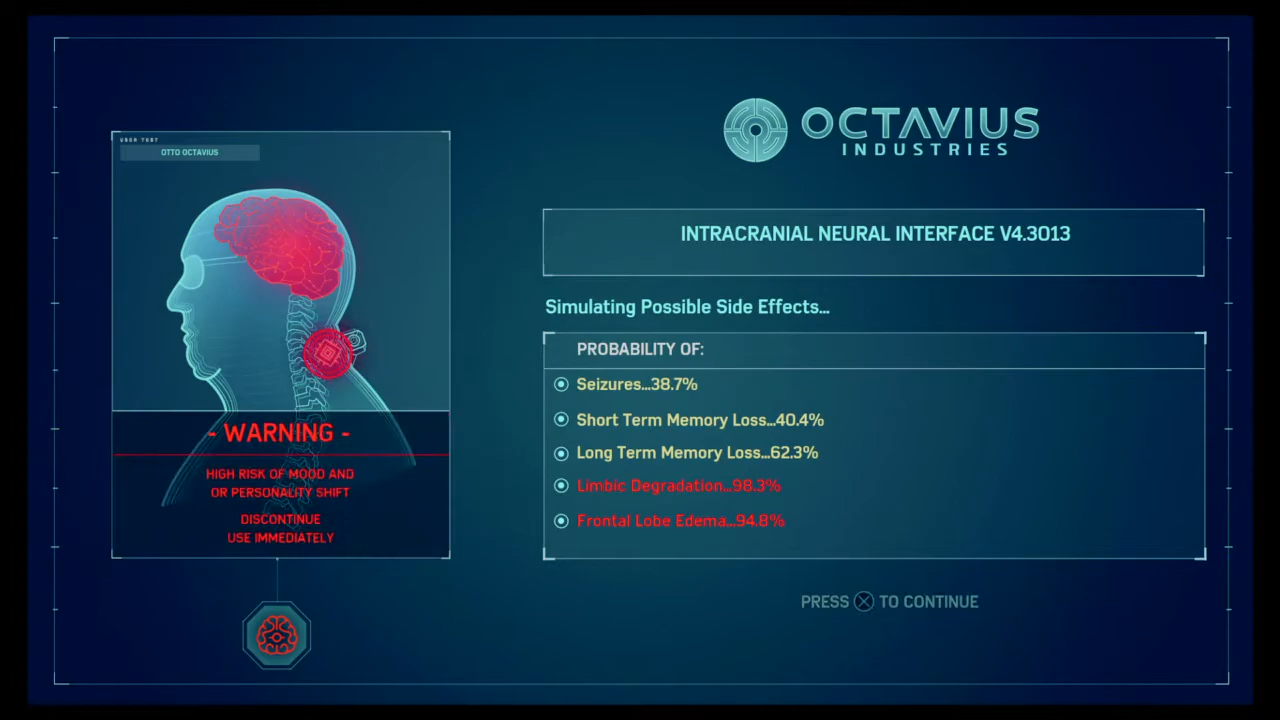 USER TEST
OTTO OCTAVIUS
- WARNING -
HIGH RISK OF MOOD AND
OR PERSONALITY SHIFT
DISCONTINUE
USE IMMEDIATELY
OCTAVIUS
INDUSTRIES
INTRACRANIAL NEURAL INTERFACE V4.3013
Simulating Possible Side Effects...
PROBABILITY OF:
Seizures...38.7%
Short Term Memory Loss...40.4%
Long Term Memory Loss...62.3%
Limbic Degradation...98.3%
Frontal Lobe Edema...94.8%
PRESS X TO CONTINUE